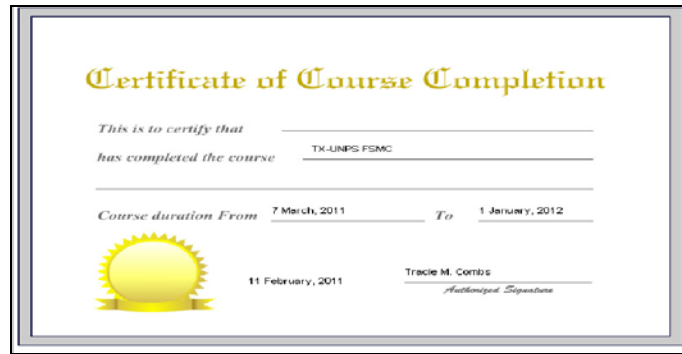 Certificate of Course Completion
This is to certify that
has completed the course TX-UNPS FSMC
Course duration From 7 March, 2011 To 1 January, 2012
11 February, 2011 Tracie M. Combs
Authorized Signature